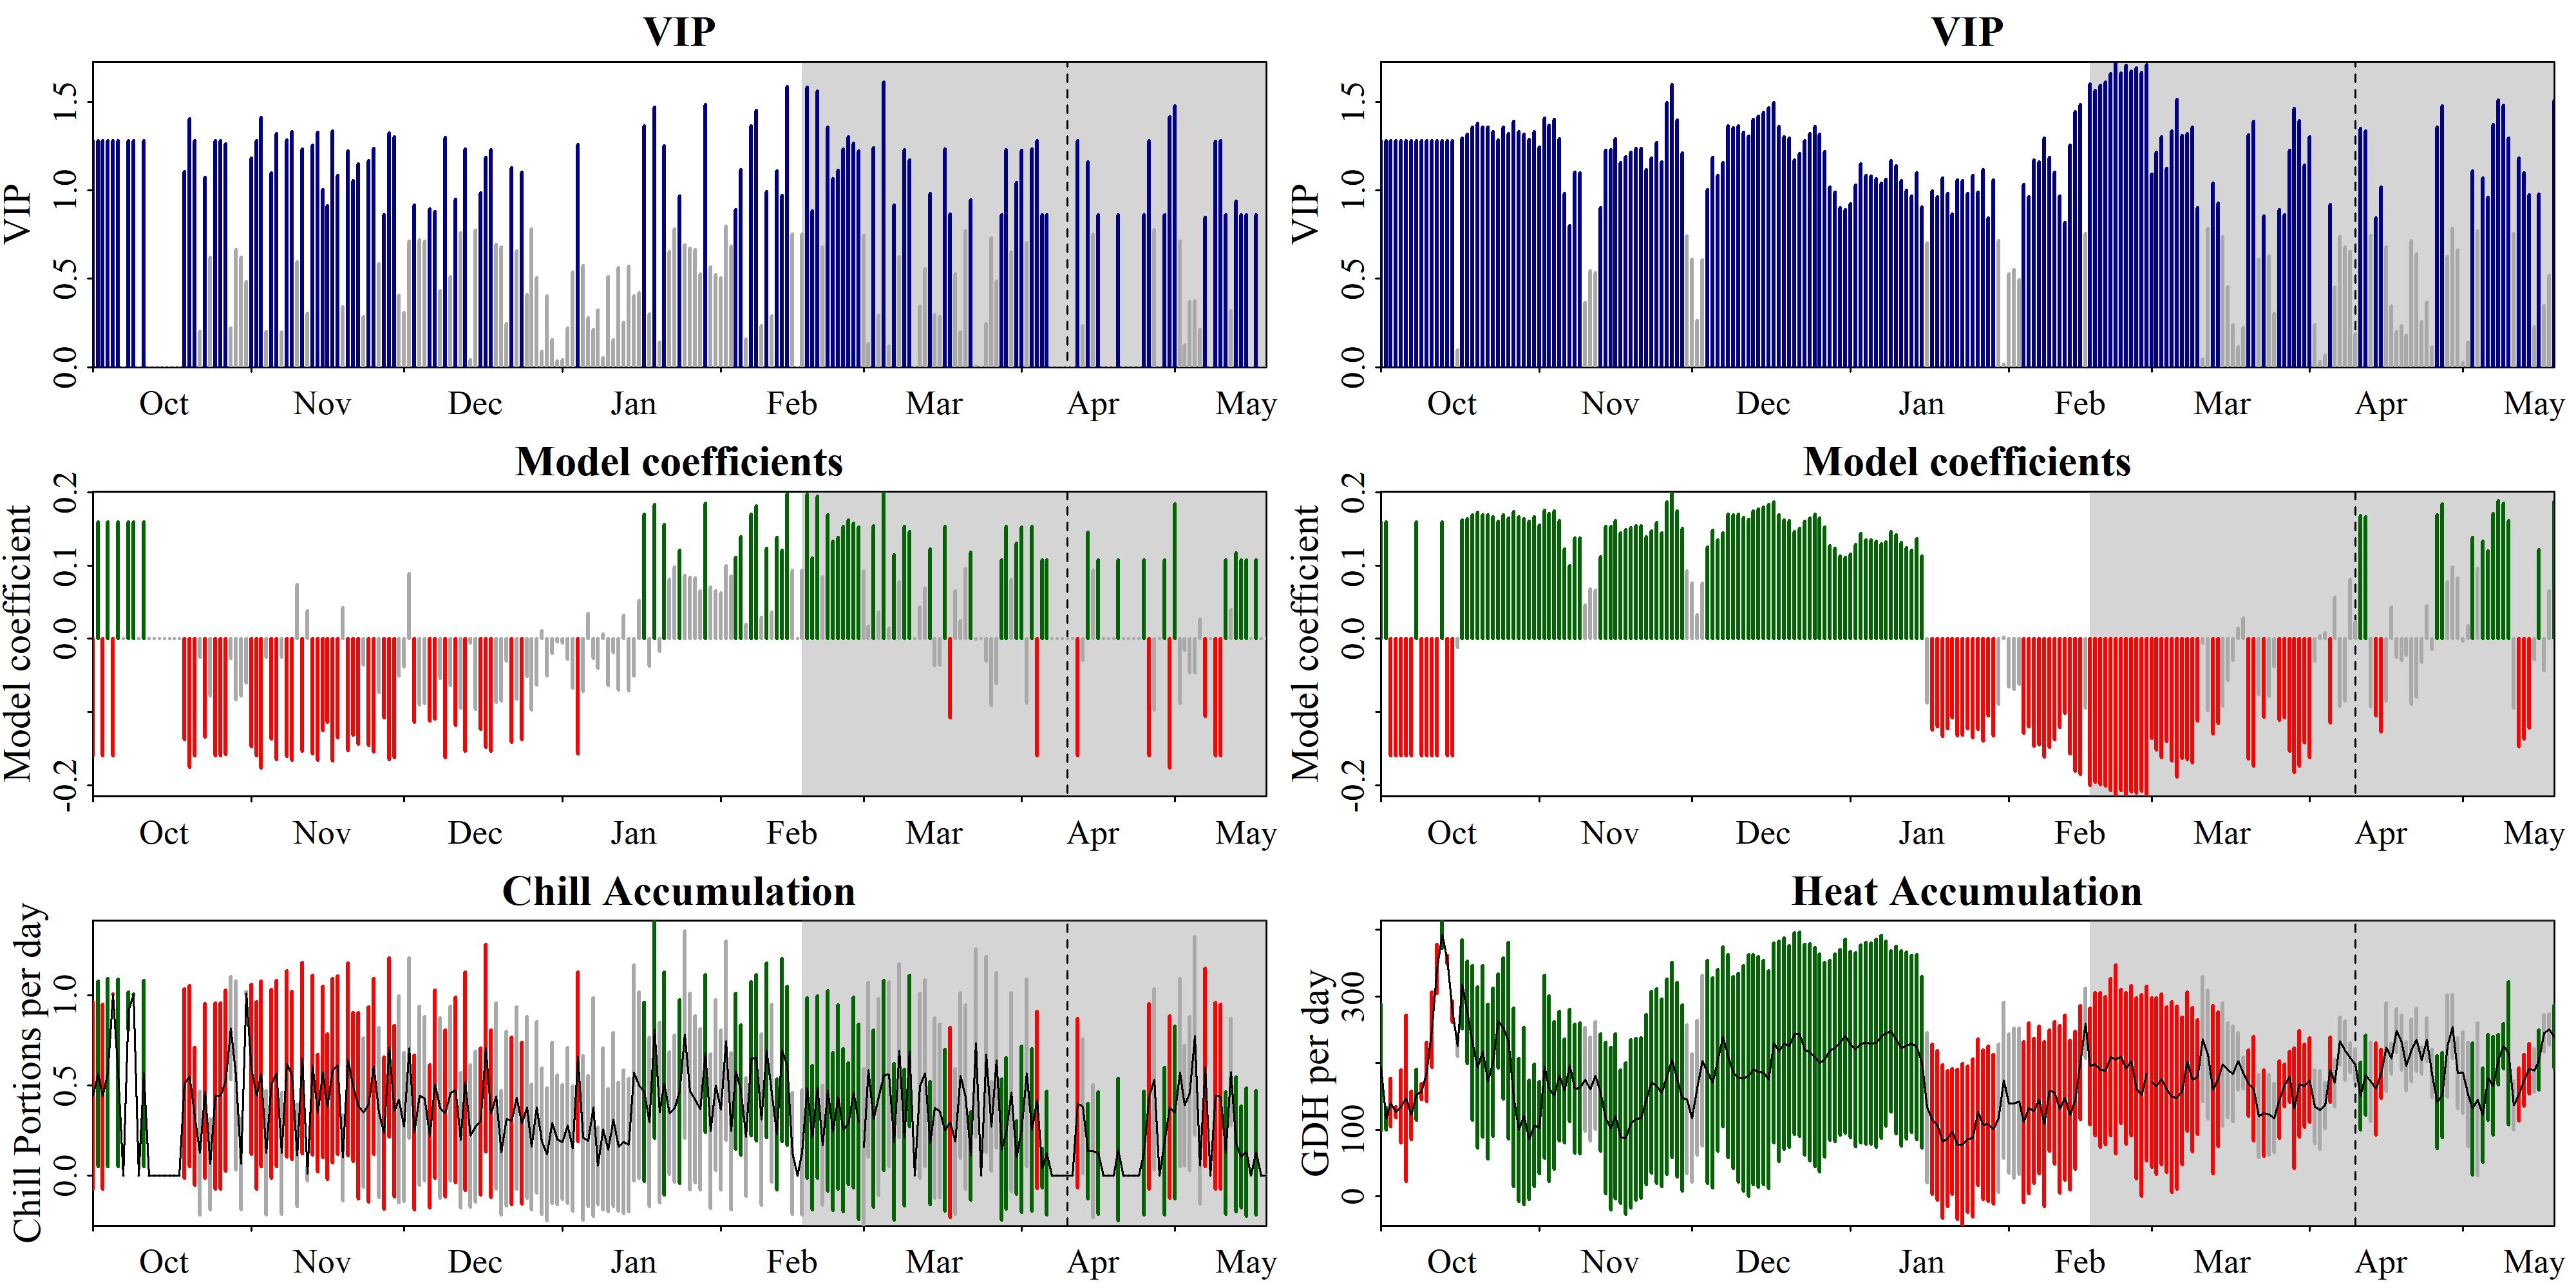 VIP
VIP
VIP
0.0 0.5 1.0 1.5
Oct Nov Dec Jan Feb Mar Apr May
VIP
0.0 0.5 1.0 1.5
Oct Nov Dec Jan Feb Mar Apr May
Model coefficients
Model coefficients
Model coefficient
-0.2 0.0 0.1 0.2
Oct Nov Dec Jan Feb Mar Apr May
Model coefficient
-0.2 0.0 0.1 0.2
Oct Nov Dec Jan Feb Mar Apr May
Chill Accumulation
Heat Accumulation
Chill Portions per day
0.0 0.5 1.0
Oct Nov Dec Jan Feb Mar Apr May
GDH per day
0 100 300
Oct Nov Dec Jan Feb Mar Apr May